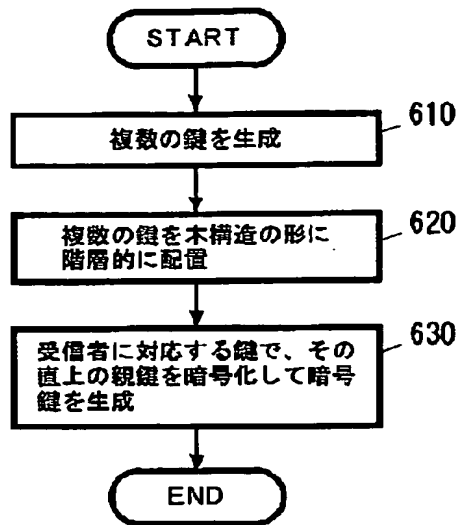 START
複数の鍵を生成
610
複数の鍵を木構造の形に
階層的に配置
620
受信者に対応する鍵で、その
直上の親鍵を暗号化して暗号
鍵を生成
630
END